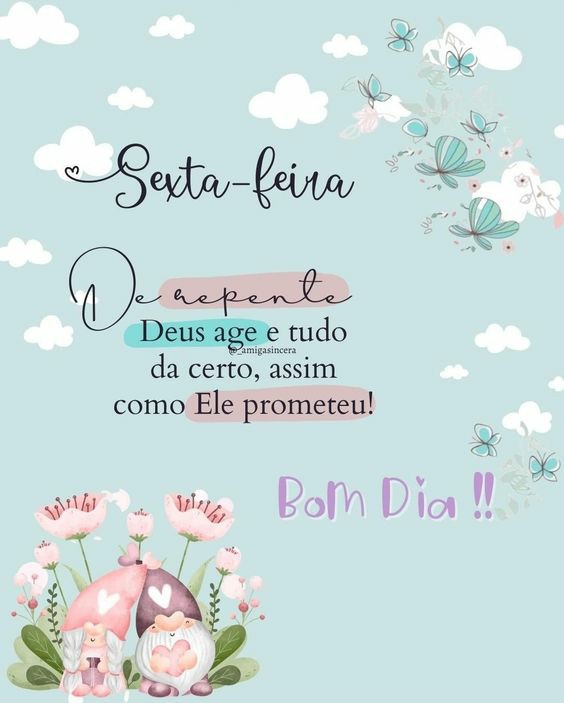 Sexta-feira
De repente
Deus age e tudo
@_amigasincera
da certo, assim
como Ele prometeu!
Bom Dia !!